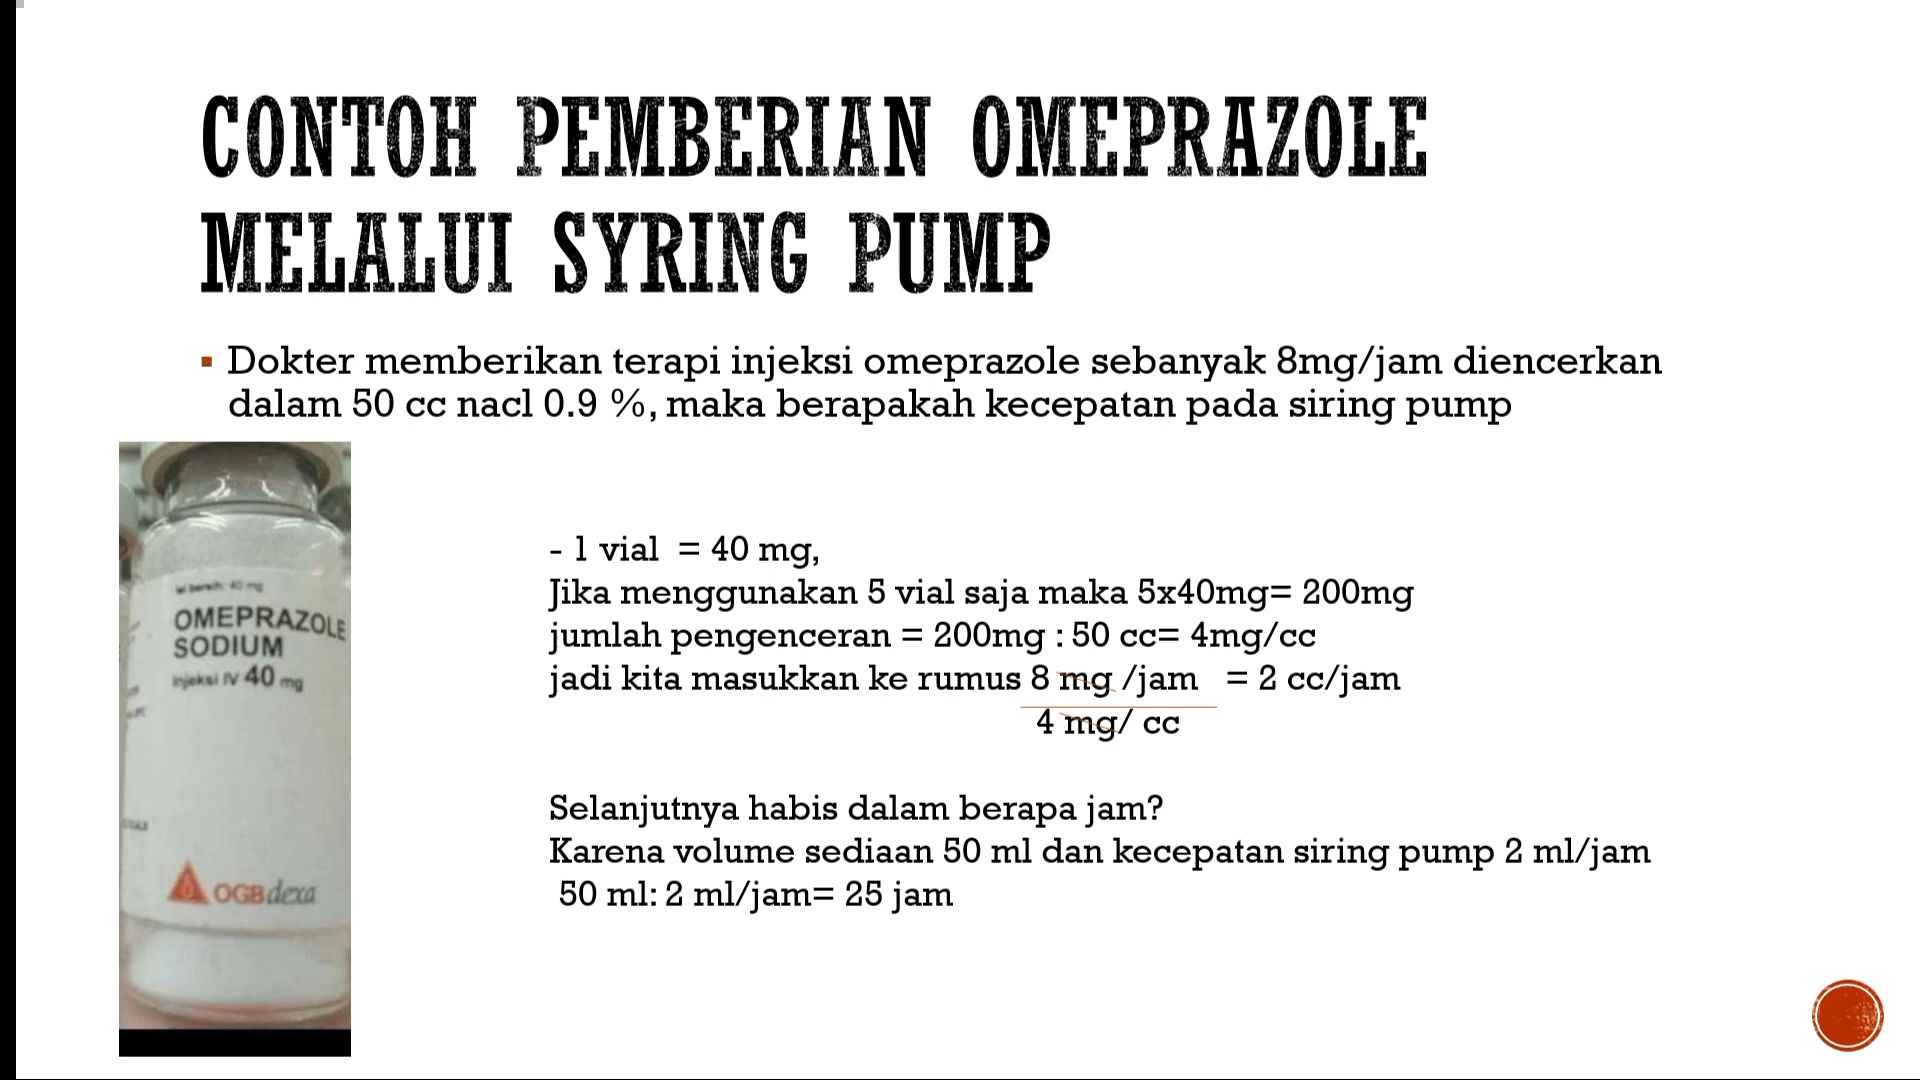 CONTOH PEMBERIAN OMEPRAZOLE
MELALUI SYRING PUMP
Dokter memberikan terapi injeksi omeprazole sebanyak 8mg/jam diencerkan
dalam 50 cc nacl 0.9 %, maka berapakah kecepatan pada siring pump
OMEPRAZOLE
SODIUM
Injeksi IV 40 mg
OGBdexa
- 1 vial = 40 mg,
Jika menggunakan 5 vial saja maka 5x40mg= 200mg
jumlah pengenceran = 200mg : 50 cc= 4mg/cc
jadi kita masukkan ke rumus 8 mg /jam = 2 cc/jam
4 mg/ cc
Selanjutnya habis dalam berapa jam?
Karena volume sediaan 50 ml dan kecepatan siring pump 2 ml/jam
50 ml: 2 ml/jam= 25 jam